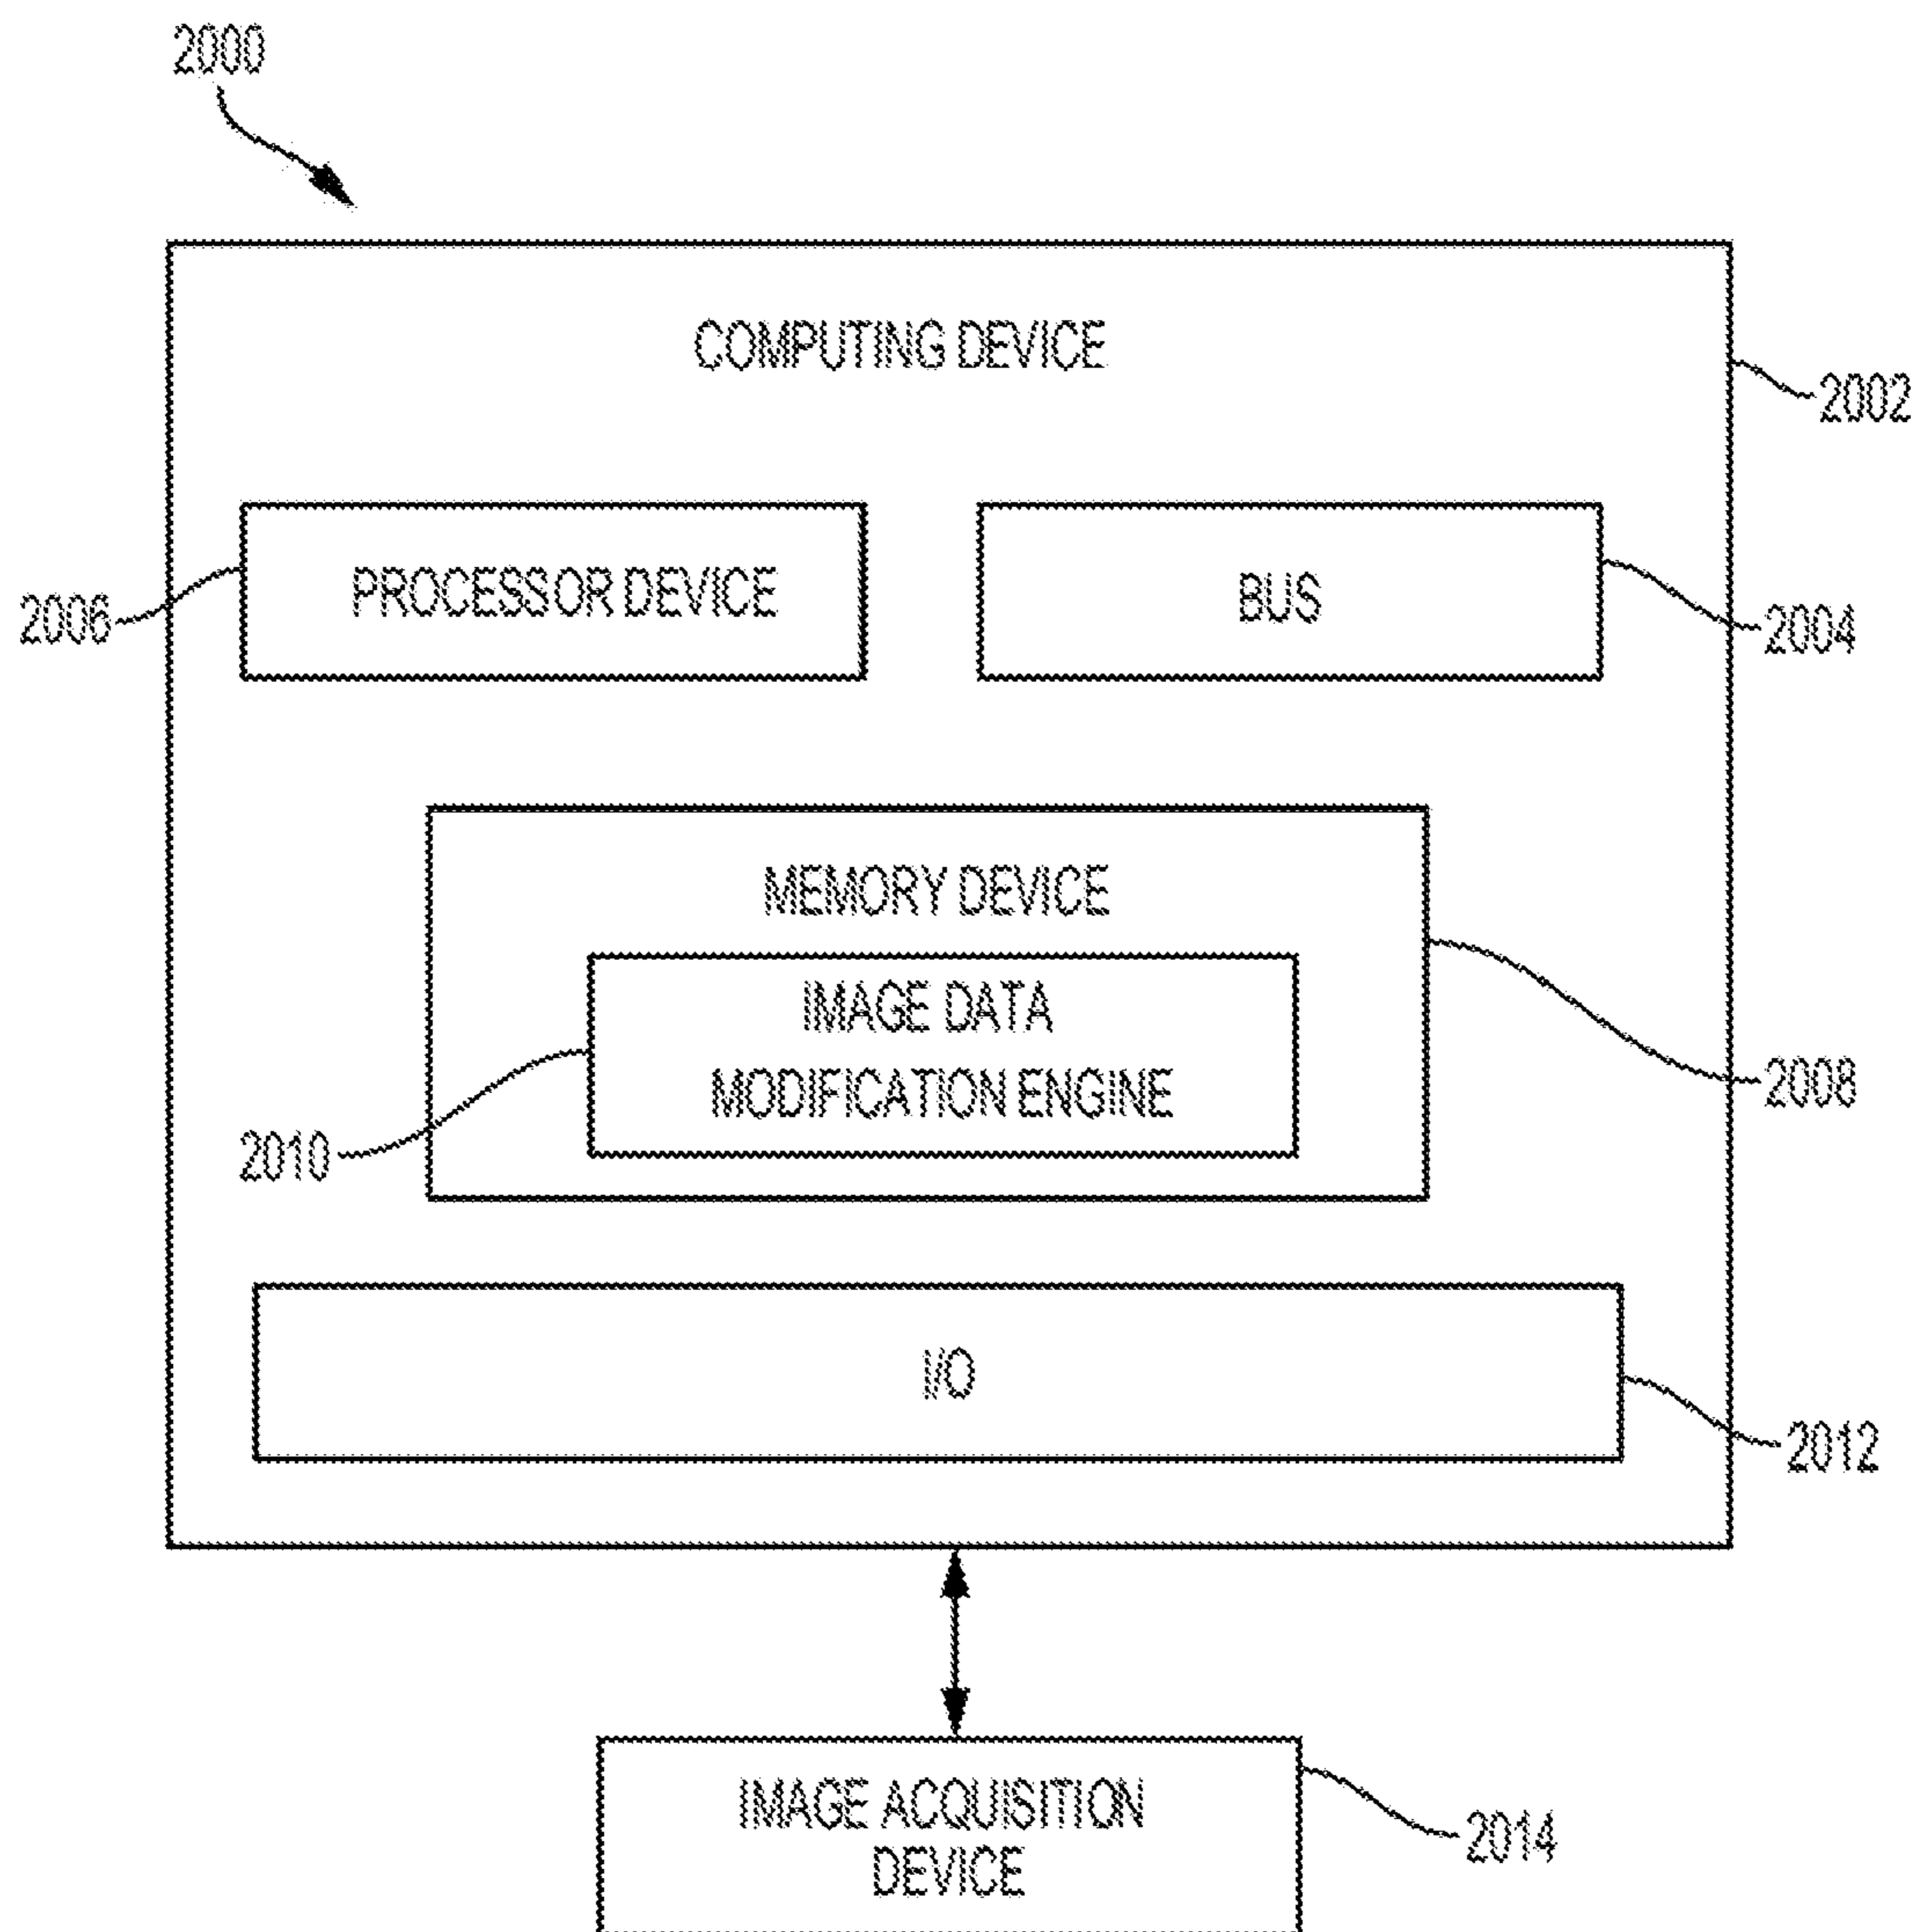 2000
COMPUTING DEVICE
2002
PROCESSOR DEVICE
BUS
2006
2004
MEMORY DEVICE
IMAGE DATA
MODIFICATION ENGINE
2008
2010
I/O
2012
IMAGE ACQUISITION
DEVICE
2014